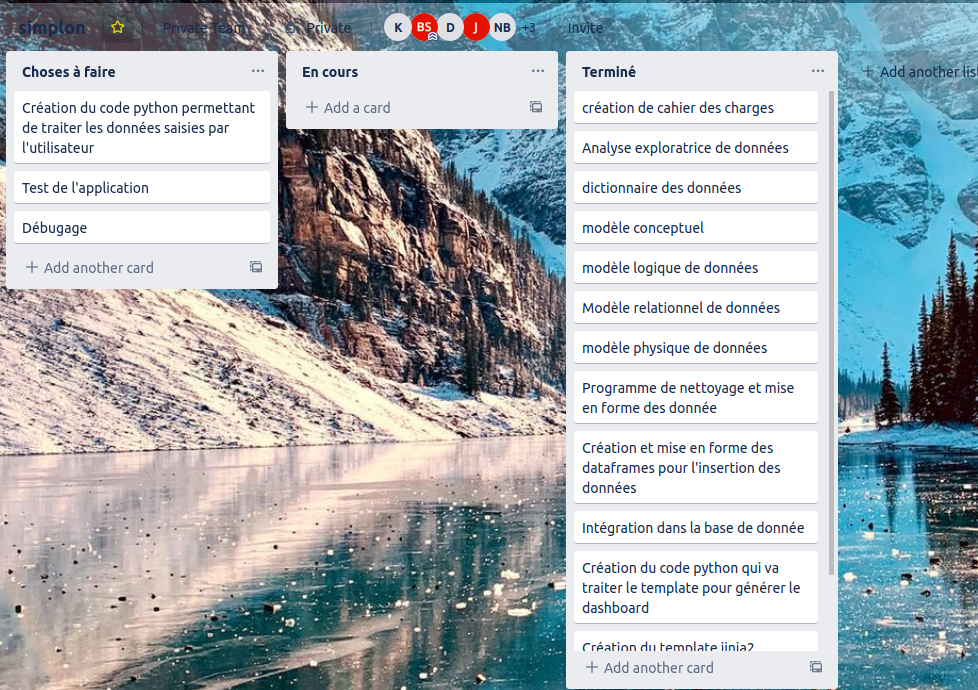 simplon
Private Team
Private
K
BS
D
J
NB
+3
Invite
Choses à faire
Création du code python permettant
de traiter les données saisies par
l'utilisateur
Test de l'application
Débugage
Add another card
En cours
Add a card
Terminé
création de cahier des charges
Analyse exploratrice de données
dictionnaire des données
modèle conceptuel
modèle logique de données
Modèle relationnel de données
modèle physique de données
Programme de nettoyage et mise
en forme des donnée
Création et mise en forme des
dataframes pour l'insertion des
données
Intégration dans la base de donnée
Création du code python qui va
traiter le template pour générer le
dashboard
Création du template jinja2
Add another card
Add another list